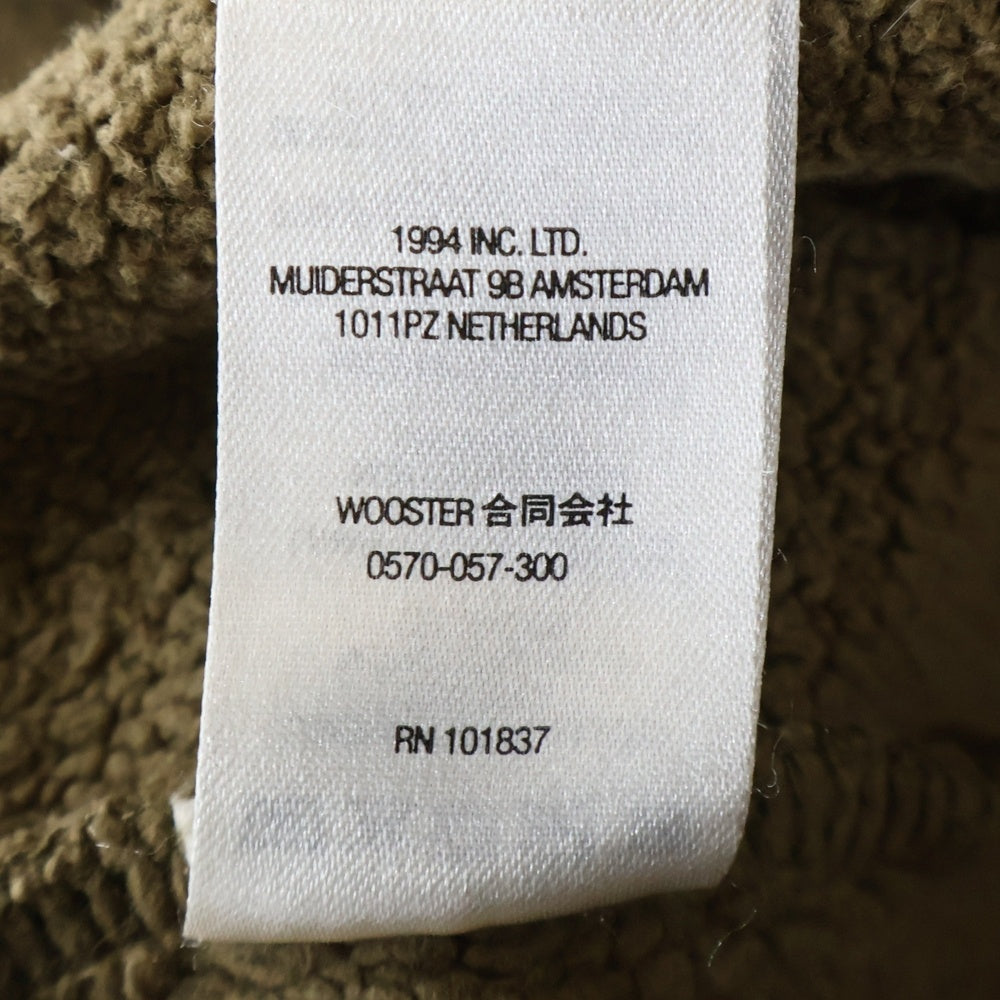 1994 INC. LTD.
MUIDERSTRAAT 9B AMSTERDAM
1011PZ NETHERLANDS
WOOSTER 合同会社
0570-057-300
RN 101837